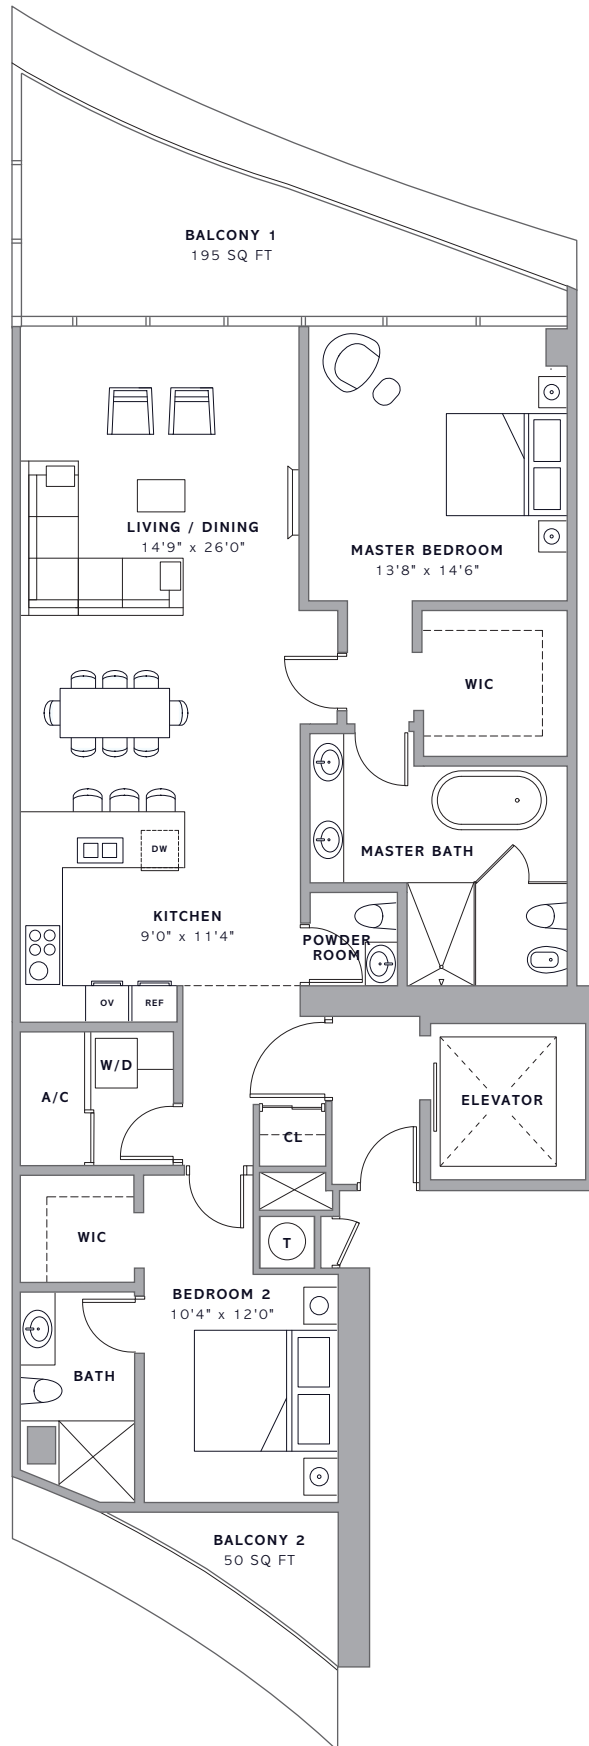 BALCONY 1
195 SQ FT
LIVING / DINING
14'9" x 26'0"
MASTER BEDROOM
13'8" x 14'6"
WIC
DW
MASTER BATH
KITCHEN
9'0" x 11'4"
POWDER
ROOM
OV
REF
W/D
A/C
ELEVATOR
CL
WIC
T
BEDROOM 2
10'4" x 12'0"
BATH
BALCONY 2
50 SQ FT